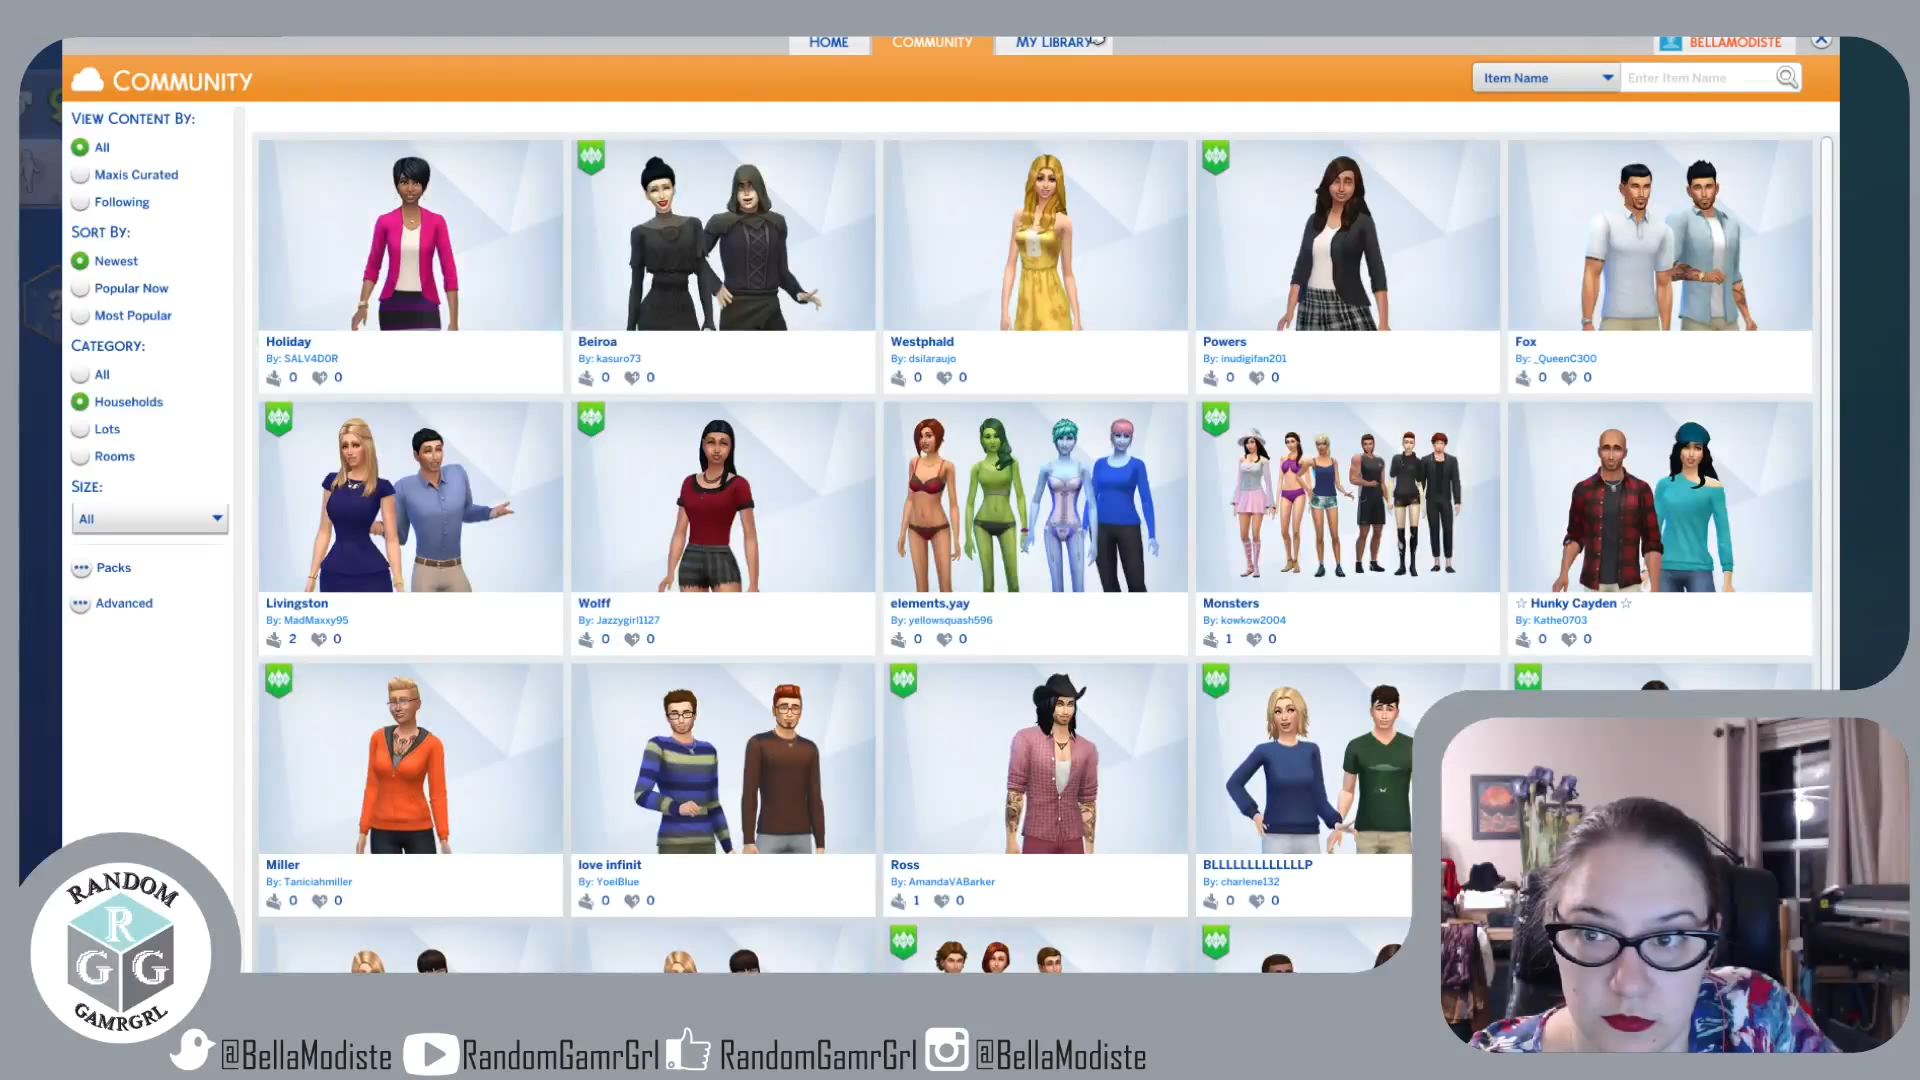 HOME COMMUNITY MY LIBRARY BELLAMODISTE
COMMUNITY
Item Name Enter Item Name
VIEW CONTENT BY:
All
Maxis Curated
Following
SORT BY:
Newest
Popular Now
Most Popular
CATEGORY:
All
Households
Lots
Rooms
SIZE:
All
Packs
Advanced
Holiday
By: SALV4D0R
0 0
Beiroa
By: kasuro73
0 0
Westphald
By: dsilaraujo
0 0
Powers
By: inudigifan201
0 0
Fox
By: _QueenC300
0 0
Livingston
By: MadMaxxy95
2 0
Wolff
By: Jazzygirl1127
0 0
elements,yay
By: yellowsquash596
0 0
Monsters
By: kowkow2004
1 0
☆ Hunky Cayden ☆
By: Kathe0703
0 0
Miller
By: Taniciahmiller
0 0
love infinit
By: YoelBlue
0 0
Ross
By: AmandaVABarker
1 0
BLLLLLLLLLLLLLP
By: charlene132
0 0
RANDOM
R
G G
GAMRGRL
@BellaModiste RandomGamrGrl RandomGamrGrl @BellaModiste